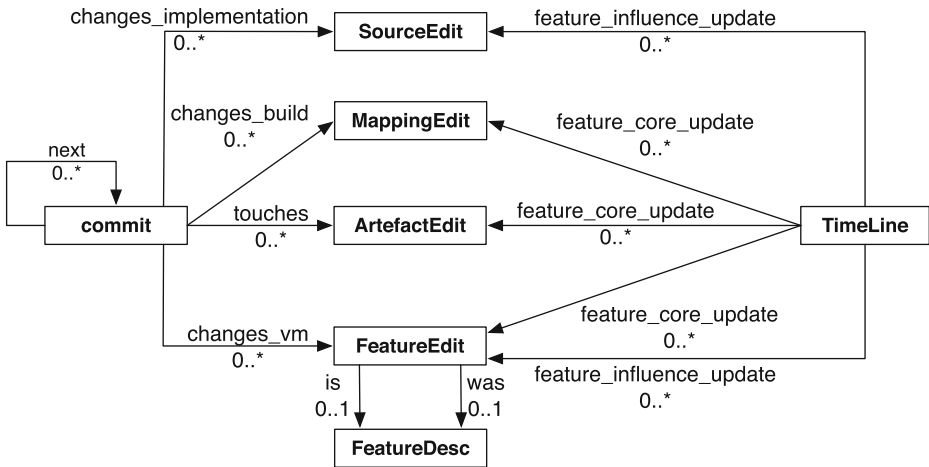 changes_implementation
0..*
SourceEdit
feature_influence_update
0..*
changes_build
0..*
MappingEdit
feature_core_update
0..*
next
0..*
commit
touches
0..*
ArtefactEdit
feature_core_update
0..*
TimeLine
changes_vm
0..*
FeatureEdit
feature_core_update
0..*
feature_influence_update
0..*
is
0..1
was
0..1
FeatureDesc